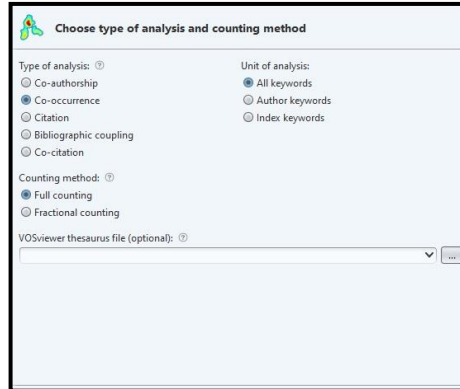 Choose type of analysis and counting method
Type of analysis: ?
Unit of analysis:
Co-authorship
All keywords
Co-occurrence
Author keywords
Citation
Index keywords
Bibliographic coupling
Co-citation
Counting method: ?
Full counting
Fractional counting
VOSviewer thesaurus file (optional): ?
...